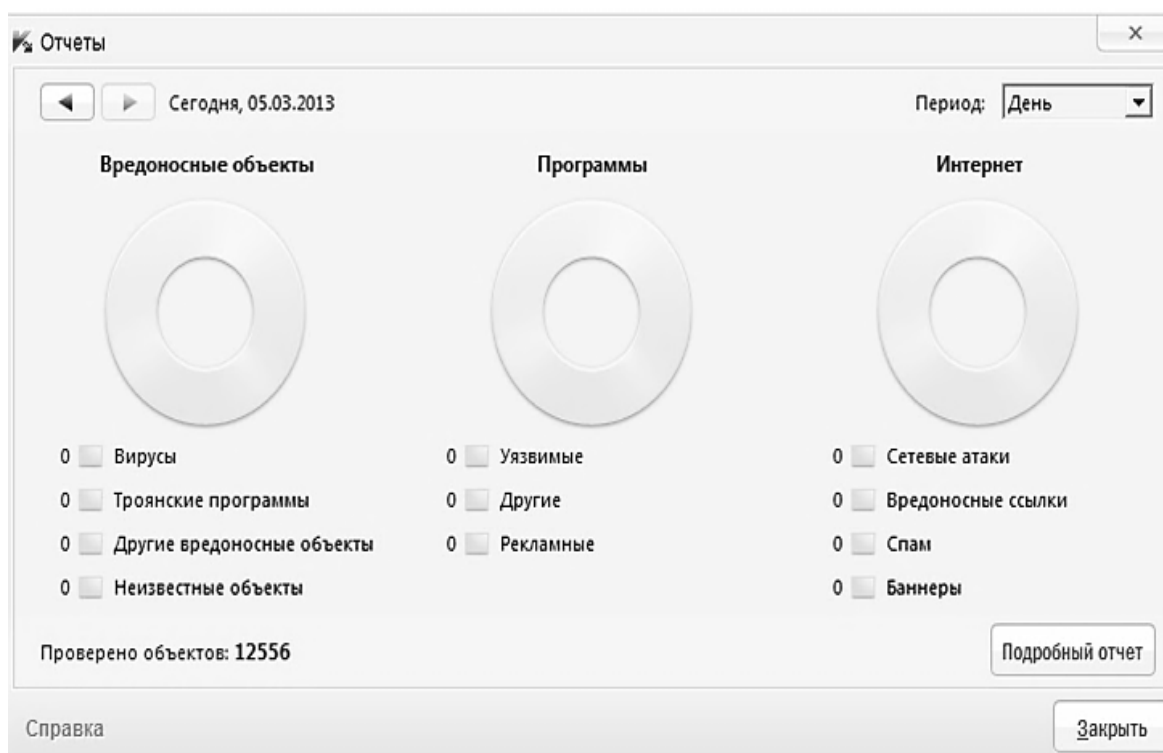 Отчеты
Сегодня, 05.03.2013
Период: День
Вредоносные объекты
0 Вирусы
0 Троянские программы
0 Другие вредоносные объекты
0 Неизвестные объекты
Программы
0 Уязвимые
0 Другие
0 Рекламные
Интернет
0 Сетевые атаки
0 Вредоносные ссылки
0 Спам
0 Баннеры
Проверено объектов: 12556
Подробный отчет
Справка
Закрыть